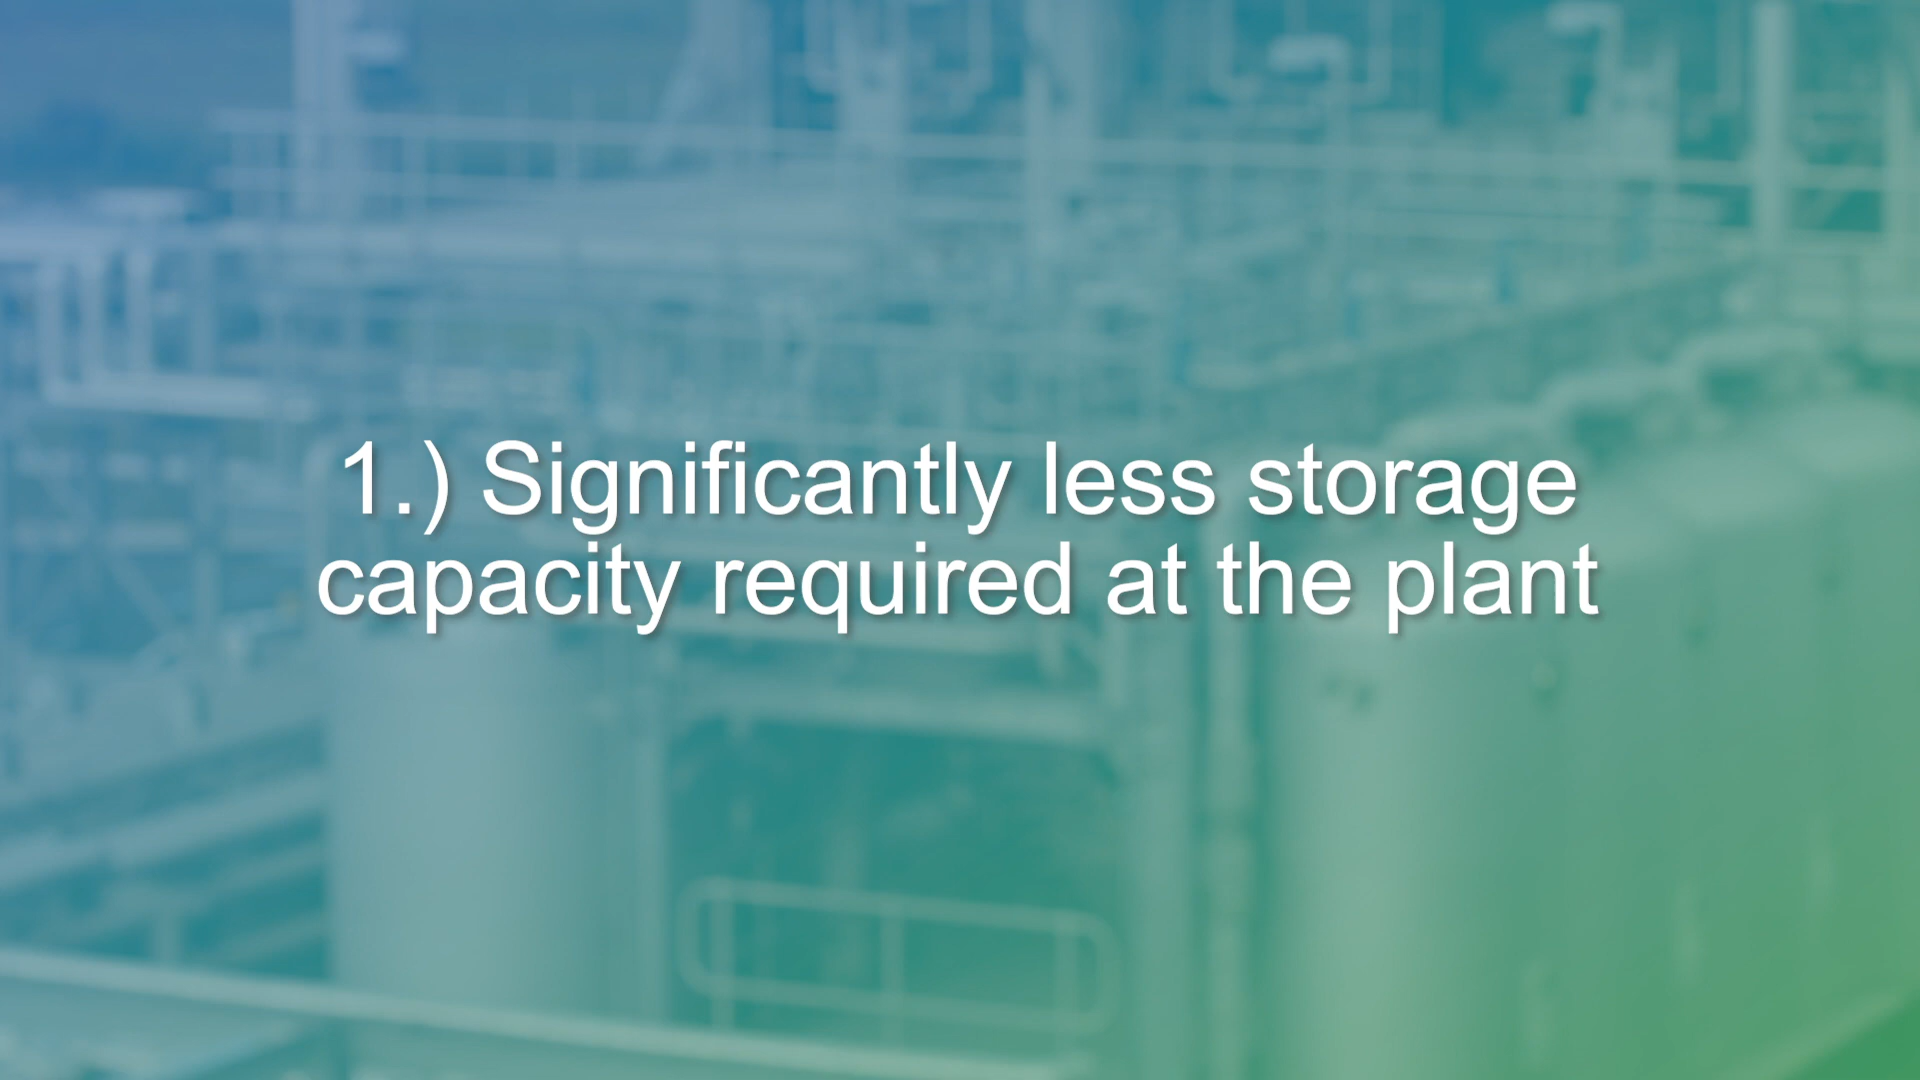 1.) Significantly less storage
capacity required at the plant